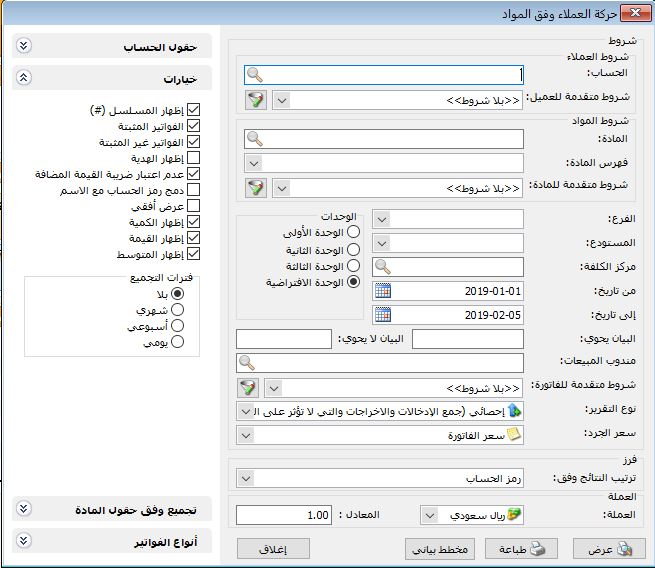 حركة العملاء وفق المواد
شروط
شروط العملاء
الحساب:
شروط متقدمة للعميل:
<<بلا شروط>>
شروط المواد
المادة:
فهرس المادة:
شروط متقدمة للمادة:
<<بلا شروط>>
الفرع:
المستودع:
مركز الكلفة:
من تاريخ:
2019-01-01
إلى تاريخ:
2019-02-05
الوحدات
الوحدة الأولى
الوحدة الثانية
الوحدة الثالثة
الوحدة الافتراضية
البيان يحوي:
البيان لا يحوي:
مندوب المبيعات:
شروط متقدمة للفاتورة:
<<بلا شروط>>
نوع التقرير:
إحصائي (جمع الإدخالات والاخراجات والتي لا تؤثر على ال
سعر الجرد:
سعر الفاتورة
فرز
ترتيب النتائج وفق:
رمز الحساب
العملة
العملة:
ريال سعودي
المعادل :
1.00
عرض
طباعة
مخطط بياني
إغلاق
حقول الحساب
خيارات
إظهار المسلسل (#)
الفواتير المثبتة
الفواتير غير المثبتة
إظهار الهدية
عدم اعتبار ضريبة القيمة المضافة
دمج رمز الحساب مع الاسم
عرض أفقي
إظهار الكمية
إظهار القيمة
إظهار المتوسط
فترات التجميع
بلا
شهري
أسبوعي
يومي
تجميع وفق حقول المادة
أنواع الفواتير